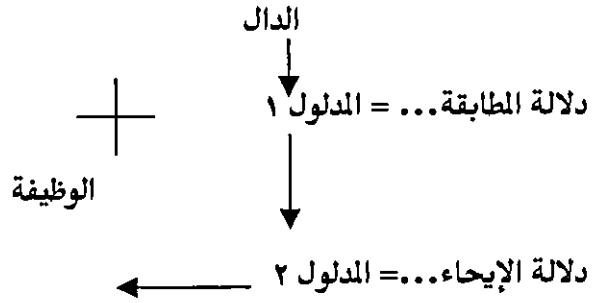 الدال
دلالة المطابقة... = المدلول ١
الوظيفة
دلالة الإيحاء...= المدلول ٢